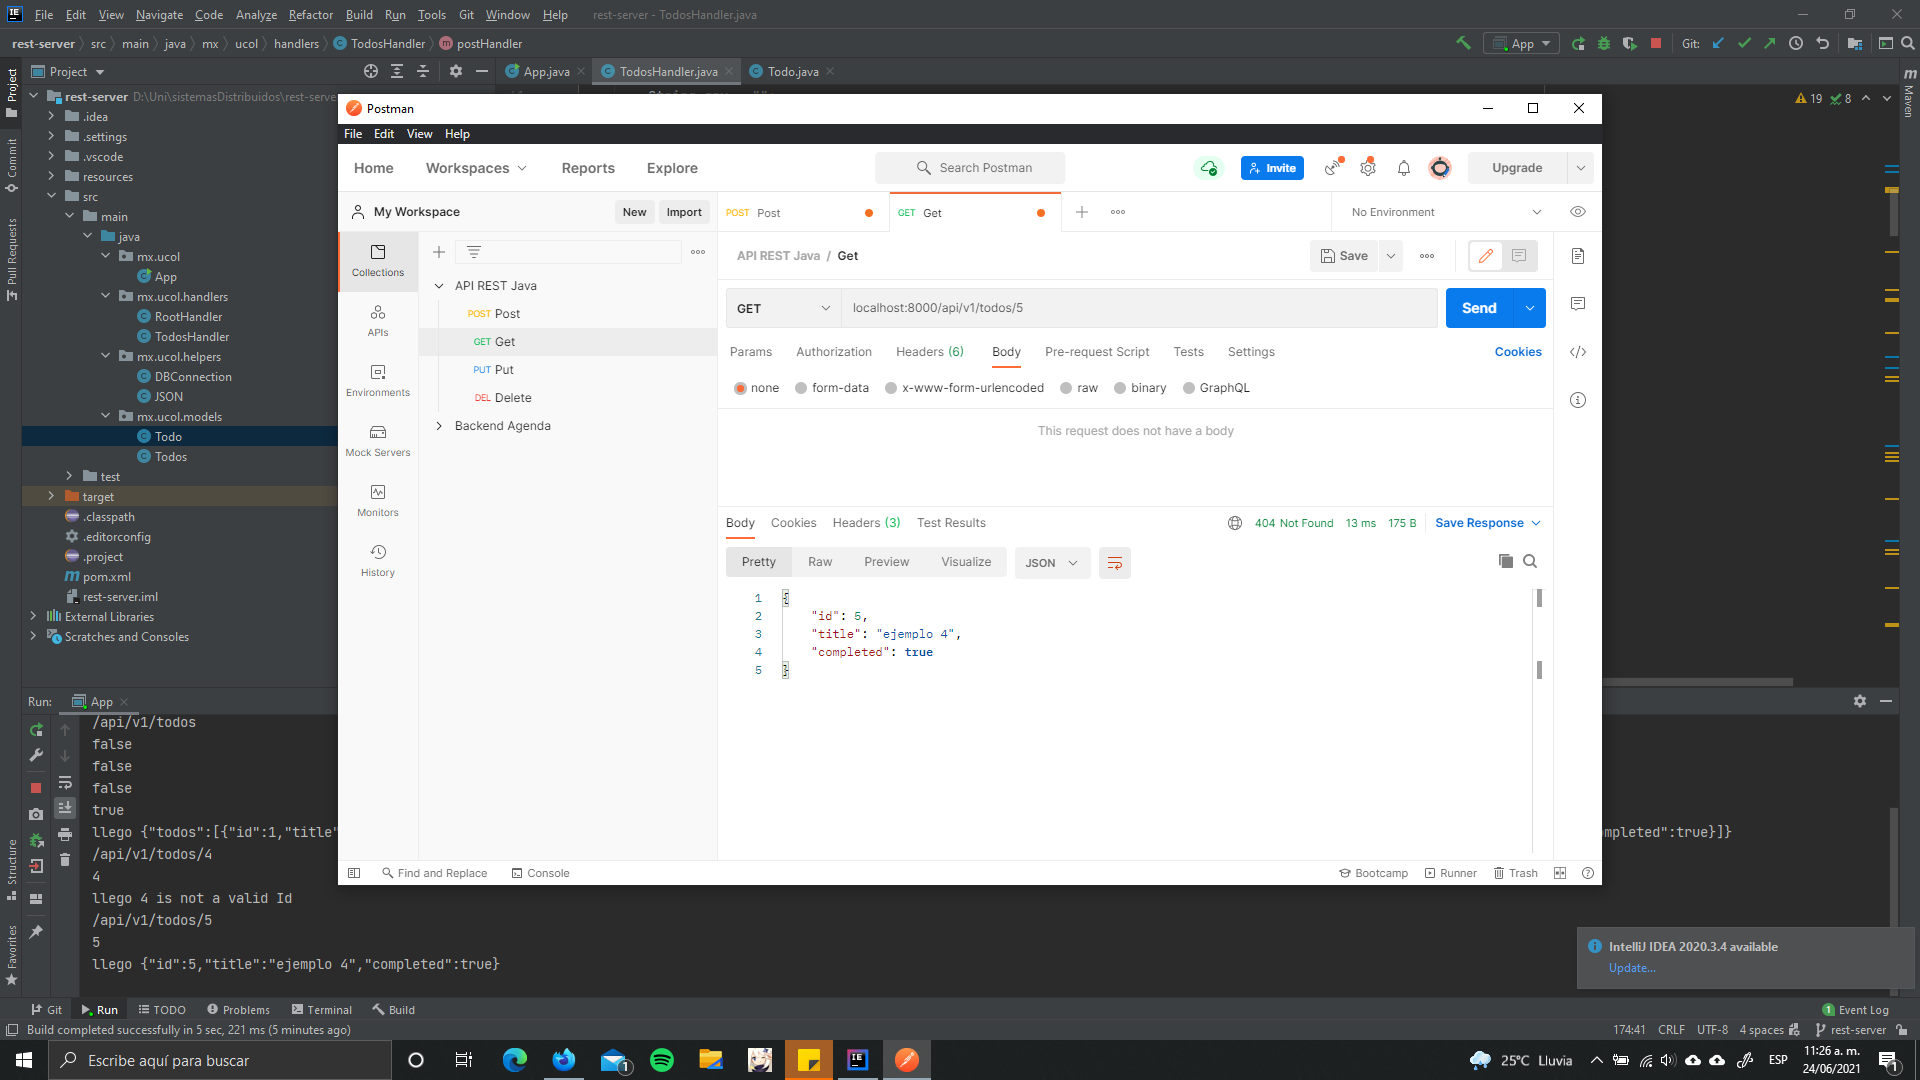 File Edit View Navigate Code Analyze Refactor Build Run Tools Git Window Help rest-server - TodosHandler.java
rest-server src main java mx ucol handlers TodosHandler postHandler
App Git:
Project App.java TodosHandler.java Todo.java
rest-server D:\Uni\sistemasDistribuidos\rest-serve
19 8
Project
Commit
Pull Requests
Structure
Favorites
Maven
.idea
.settings
.vscode
resources
src
main
java
mx.ucol
App
mx.ucol.handlers
RootHandler
TodosHandler
mx.ucol.helpers
DBConnection
JSON
mx.ucol.models
Todo
Todos
test
target
.classpath
.editorconfig
.project
pom.xml
rest-server.iml
External Libraries
Scratches and Consoles
Postman
File Edit View Help
Home Workspaces Reports Explore Search Postman Invite Upgrade
My Workspace New Import
POST Post GET Get No Environment
Collections
APIs
Environments
Mock Servers
Monitors
History
API REST Java
POST Post
GET Get
PUT Put
DEL Delete
Backend Agenda
API REST Java / Get Save
GET localhost:8000/api/v1/todos/5 Send
Params Authorization Headers (6) Body Pre-request Script Tests Settings Cookies
none form-data x-www-form-urlencoded raw binary GraphQL
This request does not have a body
Body Cookies Headers (3) Test Results 404 Not Found 13 ms 175 B Save Response
Pretty Raw Preview Visualize JSON
1 {
2 "id": 5,
3 "title": "ejemplo 4",
4 "completed": true
5 }
Find and Replace Console Bootcamp Runner Trash
Run: App
/api/v1/todos
false
false
false
true
llego {"todos":[{"id":1,"title" mpleted":true}]}
/api/v1/todos/4
4
llego 4 is not a valid Id
/api/v1/todos/5
5
llego {"id":5,"title":"ejemplo 4","completed":true}
IntelliJ IDEA 2020.3.4 available
Update...
Git Run TODO Problems Terminal Build 1 Event Log
Build completed successfully in 5 sec, 221 ms (5 minutes ago) 174:41 CRLF UTF-8 4 spaces rest-server
Escribe aquí para buscar 1 25°C Lluvia ESP 11:26 a. m. 1
24/06/2021